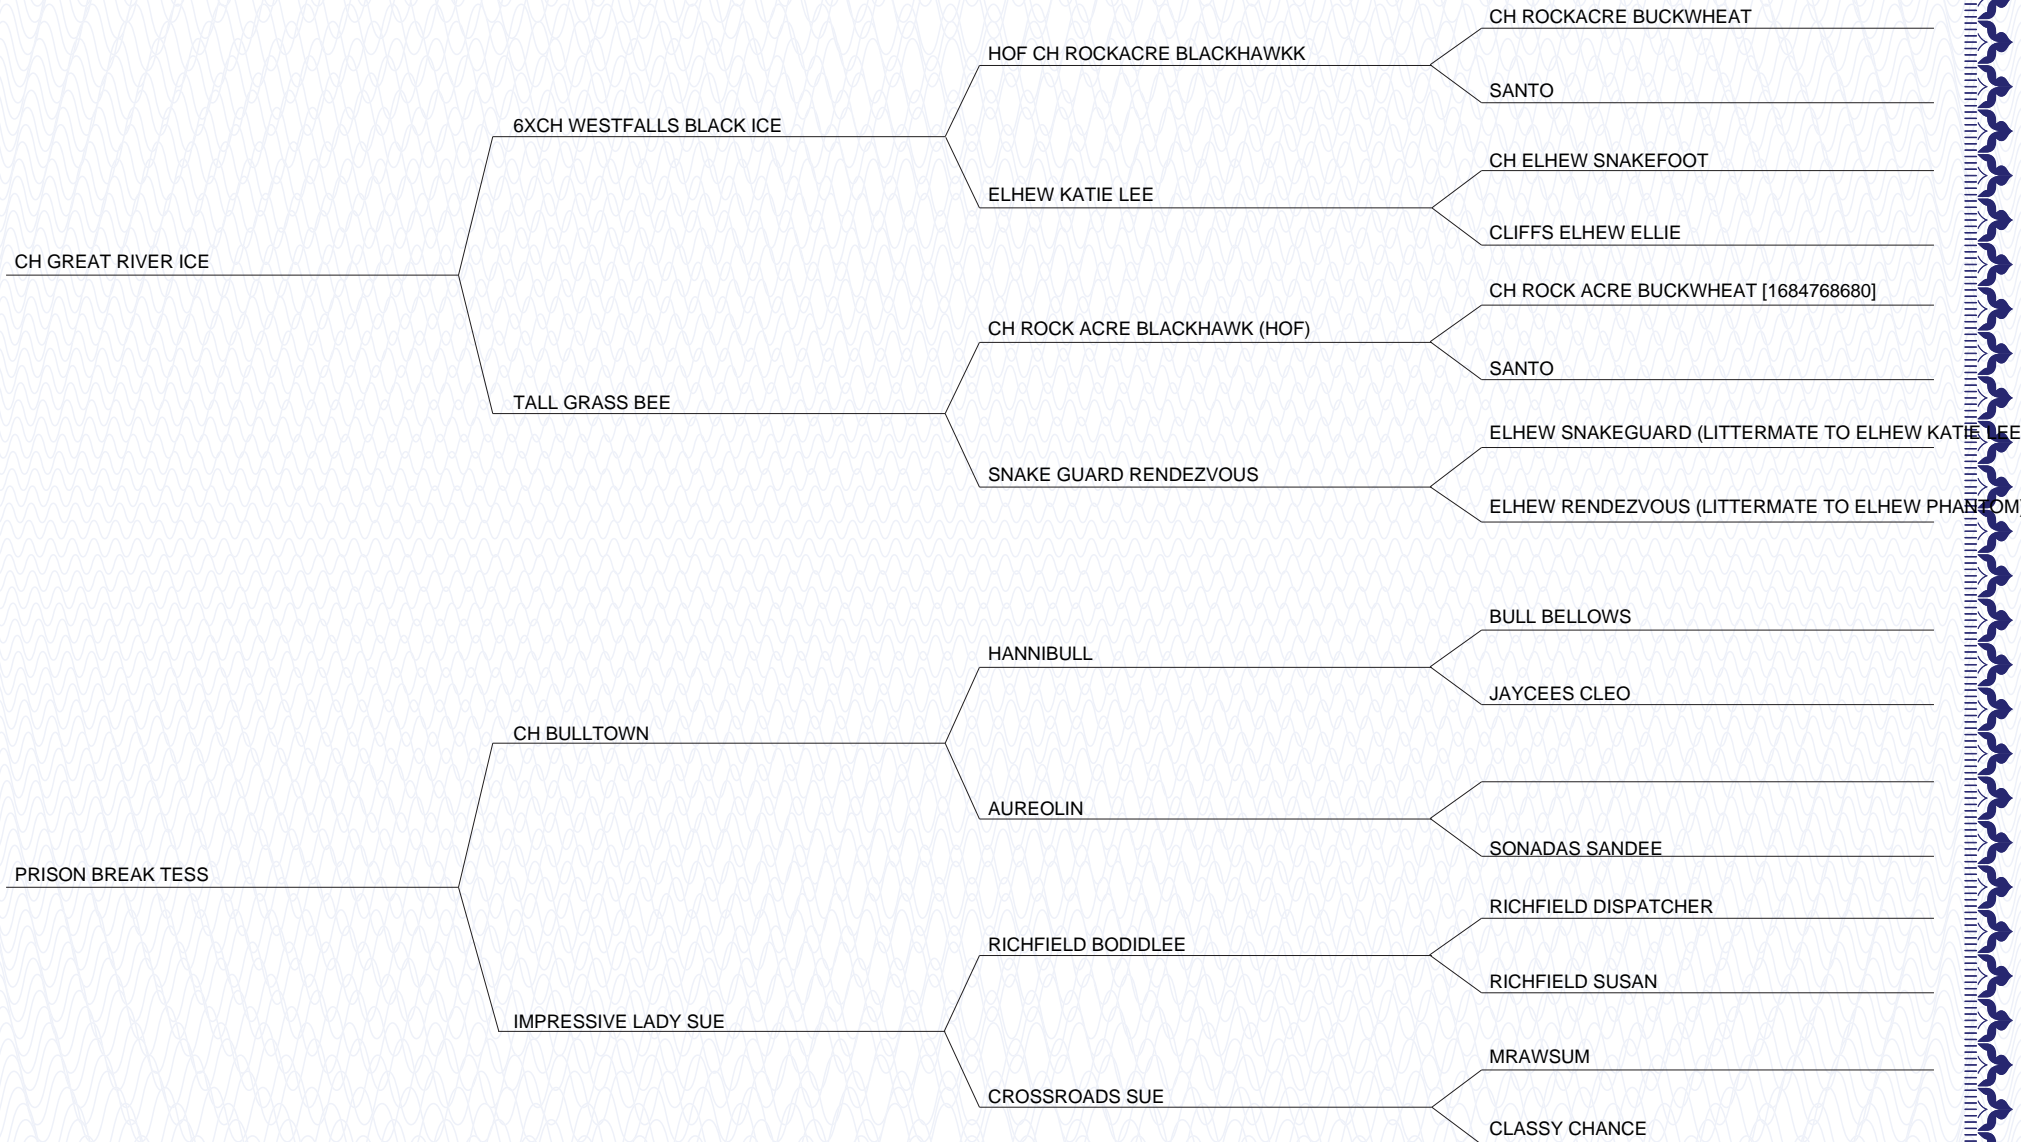 CH ROCKACRE BUCKWHEAT
HOF CH ROCKACRE BLACKHAWKK
SANTO
6XCH WESTFALLS BLACK ICE
CH ELHEW SNAKEFOOT
ELHEW KATIE LEE
CLIFFS ELHEW ELLIE
CH GREAT RIVER ICE
CH ROCK ACRE BUCKWHEAT [1684768680]
CH ROCK ACRE BLACKHAWK (HOF)
SANTO
TALL GRASS BEE
ELHEW SNAKEGUARD (LITTERMATE TO ELHEW KATIE LEE
SNAKE GUARD RENDEZVOUS
ELHEW RENDEZVOUS (LITTERMATE TO ELHEW PHANTOM)
BULL BELLOWS
HANNIBULL
JAYCEES CLEO
CH BULLTOWN
AUREOLIN
SONADAS SANDEE
PRISON BREAK TESS
RICHFIELD DISPATCHER
RICHFIELD BODIDLEE
RICHFIELD SUSAN
IMPRESSIVE LADY SUE
MRAWSUM
CROSSROADS SUE
CLASSY CHANCE